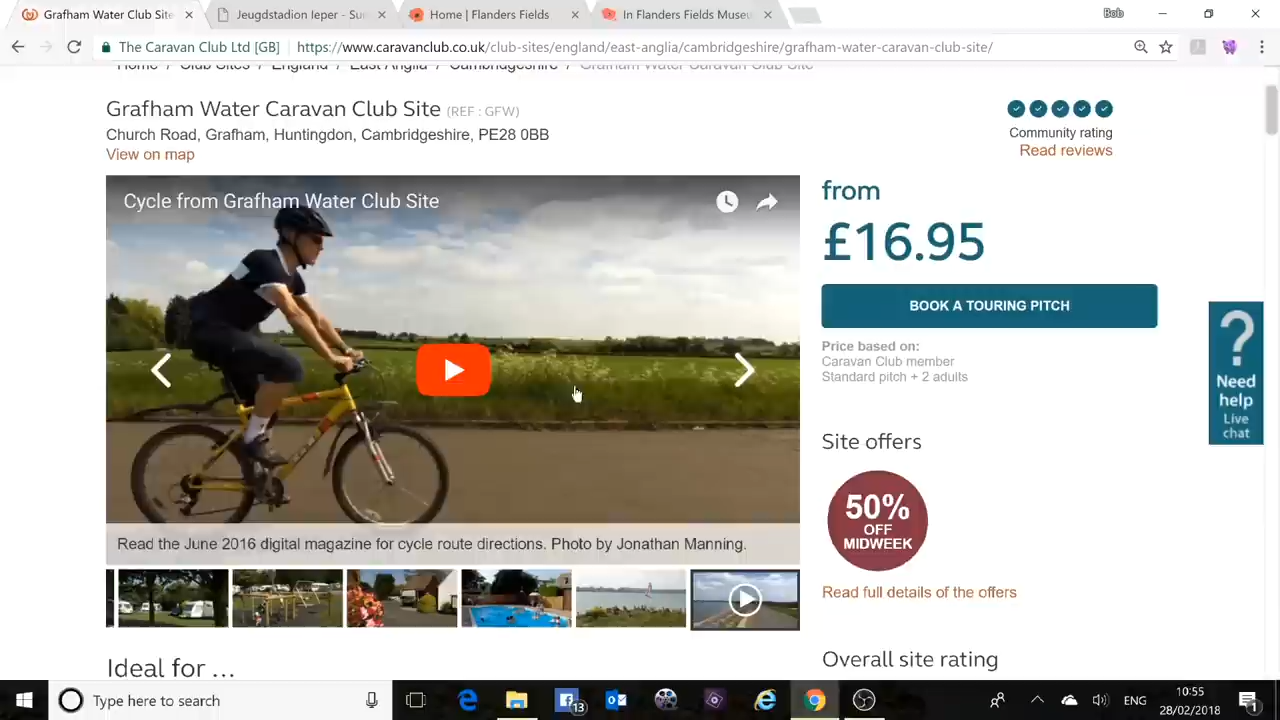 Grafham Water Club Site
Jeugdstadion Ieper - Sum
Home | Flanders Fields
In Flanders Fields Museu
Bob
The Caravan Club Ltd [GB]
https://www.caravanclub.co.uk/club-sites/england/east-anglia/cambridgeshire/grafham-water-caravan-club-site/
Home / Club Sites / England / East Anglia / Cambridgeshire / Grafham Water Caravan Club Site
Grafham Water Caravan Club Site (REF : GFW)
Church Road, Grafham, Huntingdon, Cambridgeshire, PE28 0BB
View on map
Community rating
Read reviews
Cycle from Grafham Water Club Site
Read the June 2016 digital magazine for cycle route directions. Photo by Jonathan Manning.
from
£16.95
BOOK A TOURING PITCH
Price based on:
Caravan Club member
Standard pitch + 2 adults
?
Need
help
Live
chat
Site offers
50%
OFF
MIDWEEK
Read full details of the offers
Ideal for ...
Overall site rating
Type here to search
13
ENG
10:55
28/02/2018
1